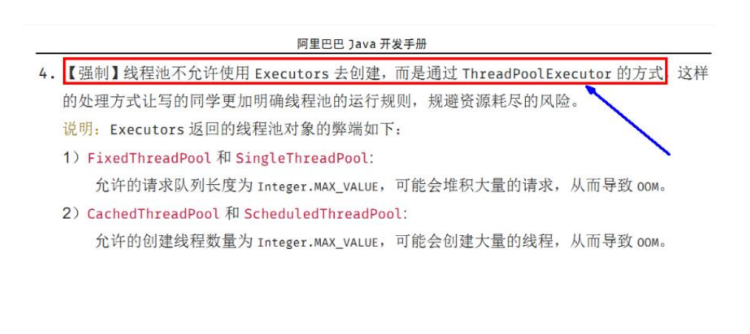 阿里巴巴 Java 开发手册
4. 【强制】线程池不允许使用 Executors 去创建，而是通过 ThreadPoolExecutor 的方式，这样
的处理方式让写的同学更加明确线程池的运行规则，规避资源耗尽的风险。
说明：Executors 返回的线程池对象的弊端如下：
1）FixedThreadPool 和 SingleThreadPool:
允许的请求队列长度为 Integer.MAX_VALUE，可能会堆积大量的请求，从而导致 OOM。
2）CachedThreadPool 和 ScheduledThreadPool:
允许的创建线程数量为 Integer.MAX_VALUE，可能会创建大量的线程，从而导致 OOM。